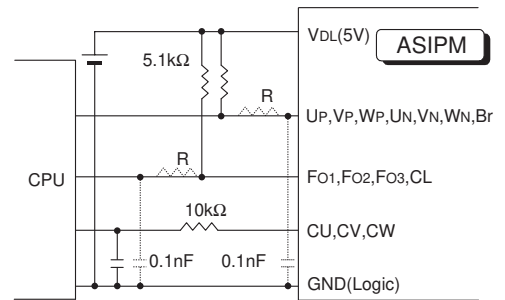 VDL(5V)
ASIPM
5.1kΩ
R
UP,VP,WP,UN,VN,WN,Br
R
CPU
FO1,FO2,FO3,CL
10kΩ
CU,CV,CW
0.1nF
0.1nF
GND(Logic)